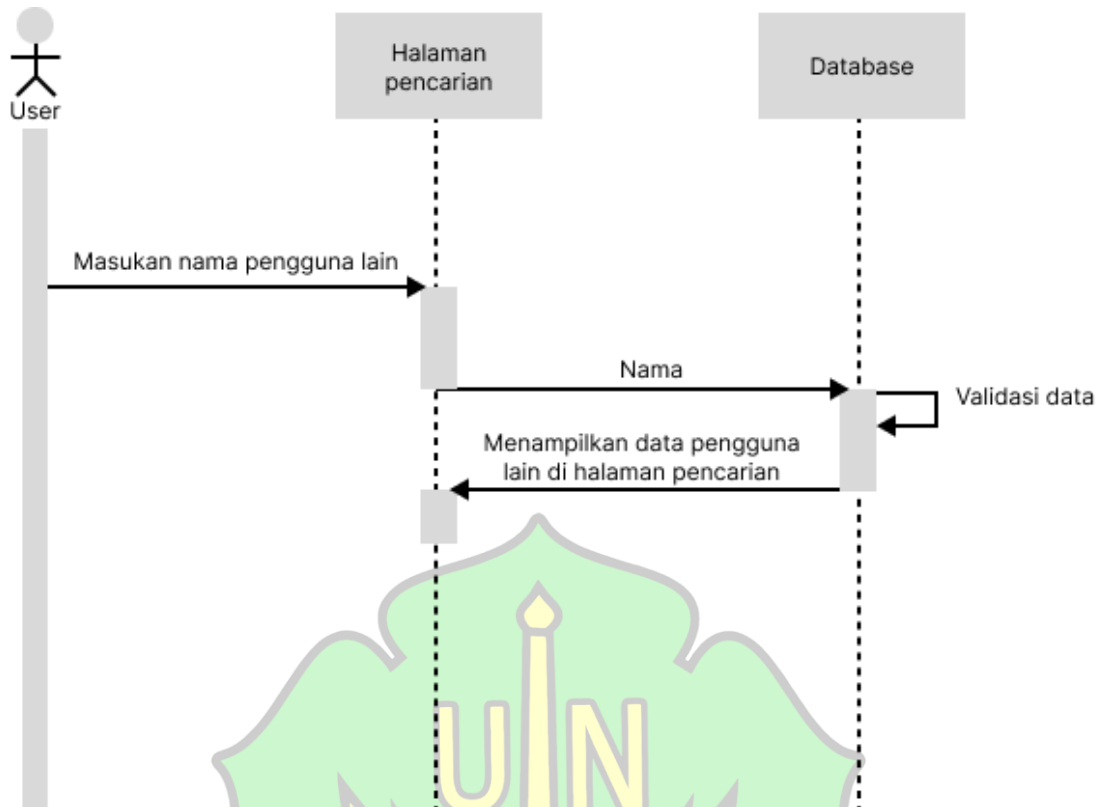 Halaman
pencarian
Database
User
Masukan nama pengguna lain
Nama
Validasi data
Menampilkan data pengguna
lain di halaman pencarian
UIN